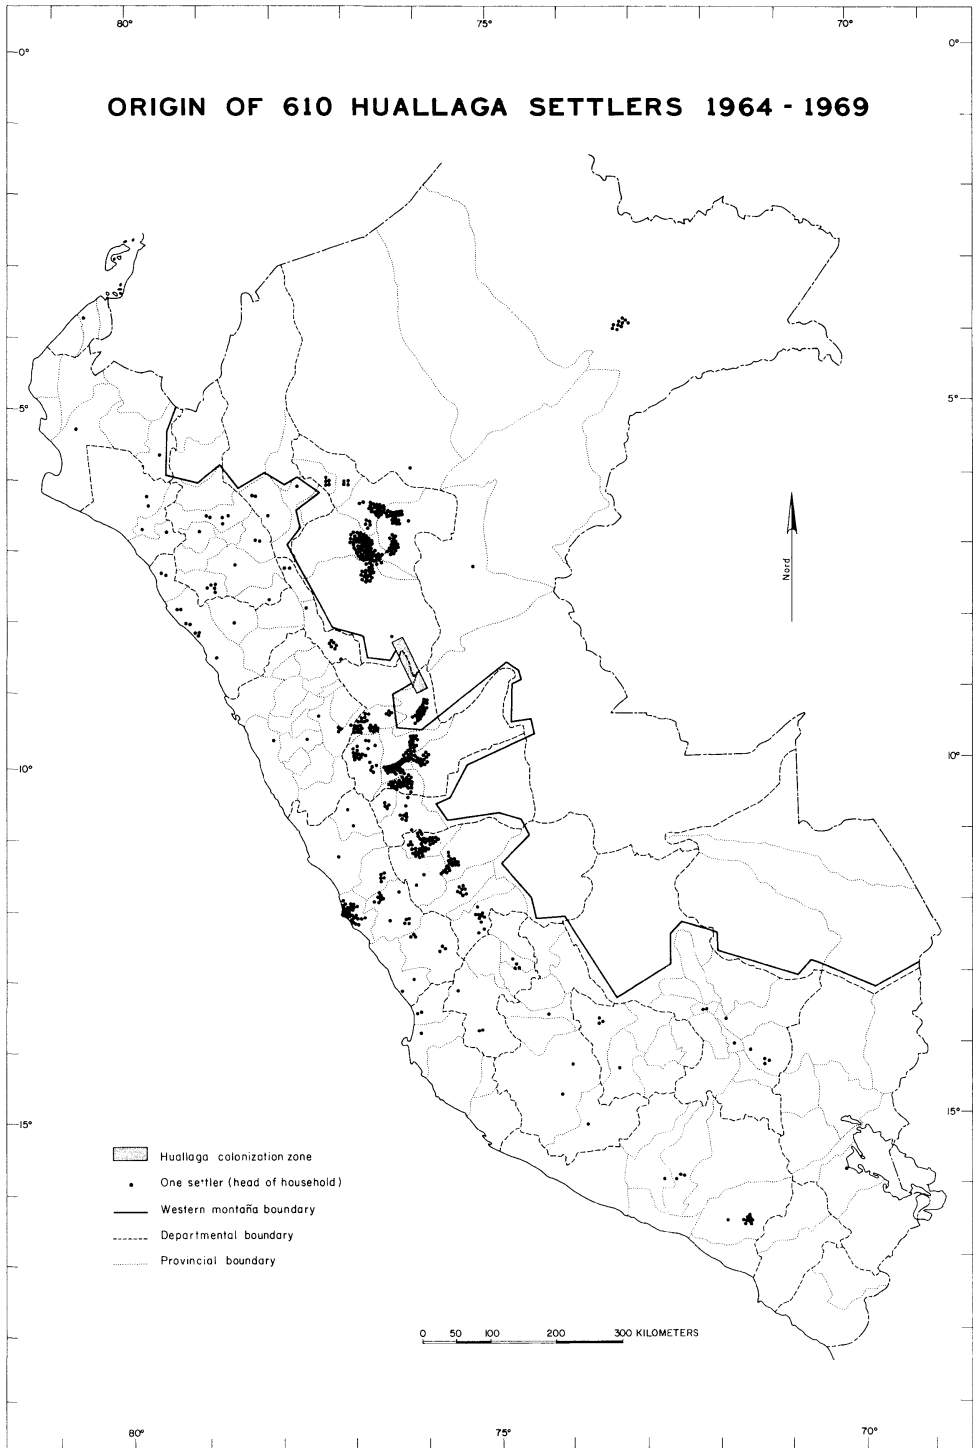 80° 75° 70°
0° 0°
ORIGIN OF 610 HUALLAGA SETTLERS 1964 - 1969
5° 5°
Nord
10° 10°
15° 15°
Huallaga colonization zone
One settler (head of household)
Western montaña boundary
Departmental boundary
Provincial boundary
0 50 100 200 300 KILOMETERS
80° 75° 70°